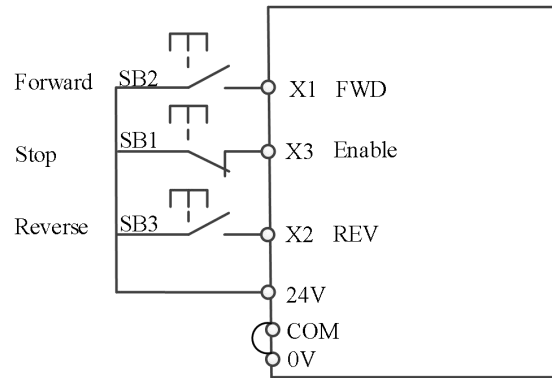 Forward SB2 X1 FWD
Stop SB1 X3 Enable
Reverse SB3 X2 REV
24V
COM
0V